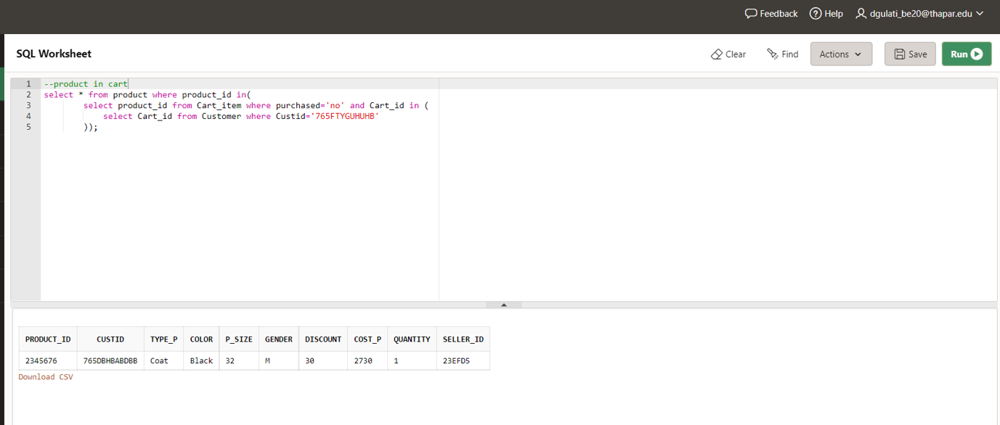 Feedback Help dgulati_be20@thapar.edu
SQL Worksheet Clear Find Actions Save Run
1 --product in cart
2 select * from product where product_id in(
3 select product_id from Cart_item where purchased='no' and Cart_id in (
4 select Cart_id from Customer where Custid='765FTYGUHUHB'
5 ));
PRODUCT_ID CUSTID TYPE_P COLOR P_SIZE GENDER DISCOUNT COST_P QUANTITY SELLER_ID
2345676 765DBHBABDBB Coat Black 32 M 30 2730 1 23EFD5
Download CSV